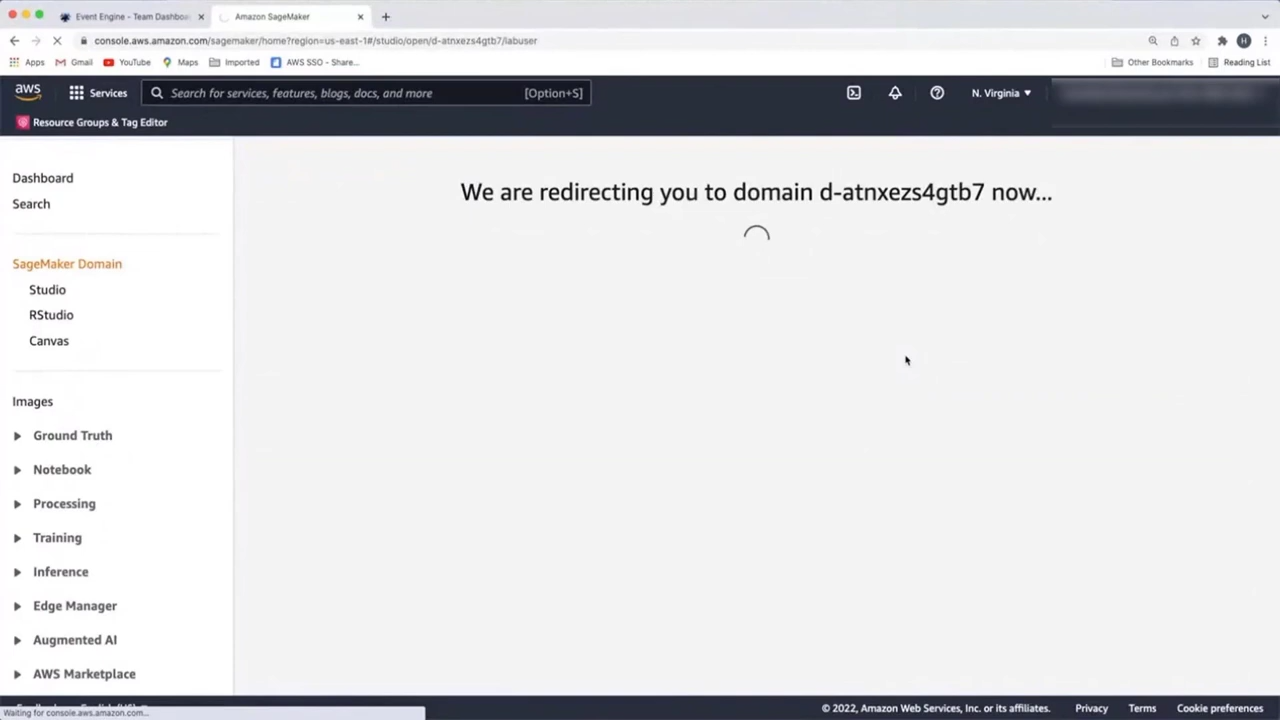 Event Engine - Team Dashboa
Amazon SageMaker
console.aws.amazon.com/sagemaker/home?region=us-east-1#/studio/open/d-atnxezs4gtb7/labuser
Apps Gmail YouTube Maps Imported AWS SSO - Share... Other Bookmarks Reading List
aws Services Search for services, features, blogs, docs, and more [Option+S] N. Virginia
Resource Groups & Tag Editor
We are redirecting you to domain d-atnxezs4gtb7 now...
Dashboard
Search
SageMaker Domain
Studio
RStudio
Canvas
Images
Ground Truth
Notebook
Processing
Training
Inference
Edge Manager
Augmented AI
AWS Marketplace
Waiting for console.aws.amazon.com...
© 2022, Amazon Web Services, Inc. or its affiliates. Privacy Terms Cookie preferences